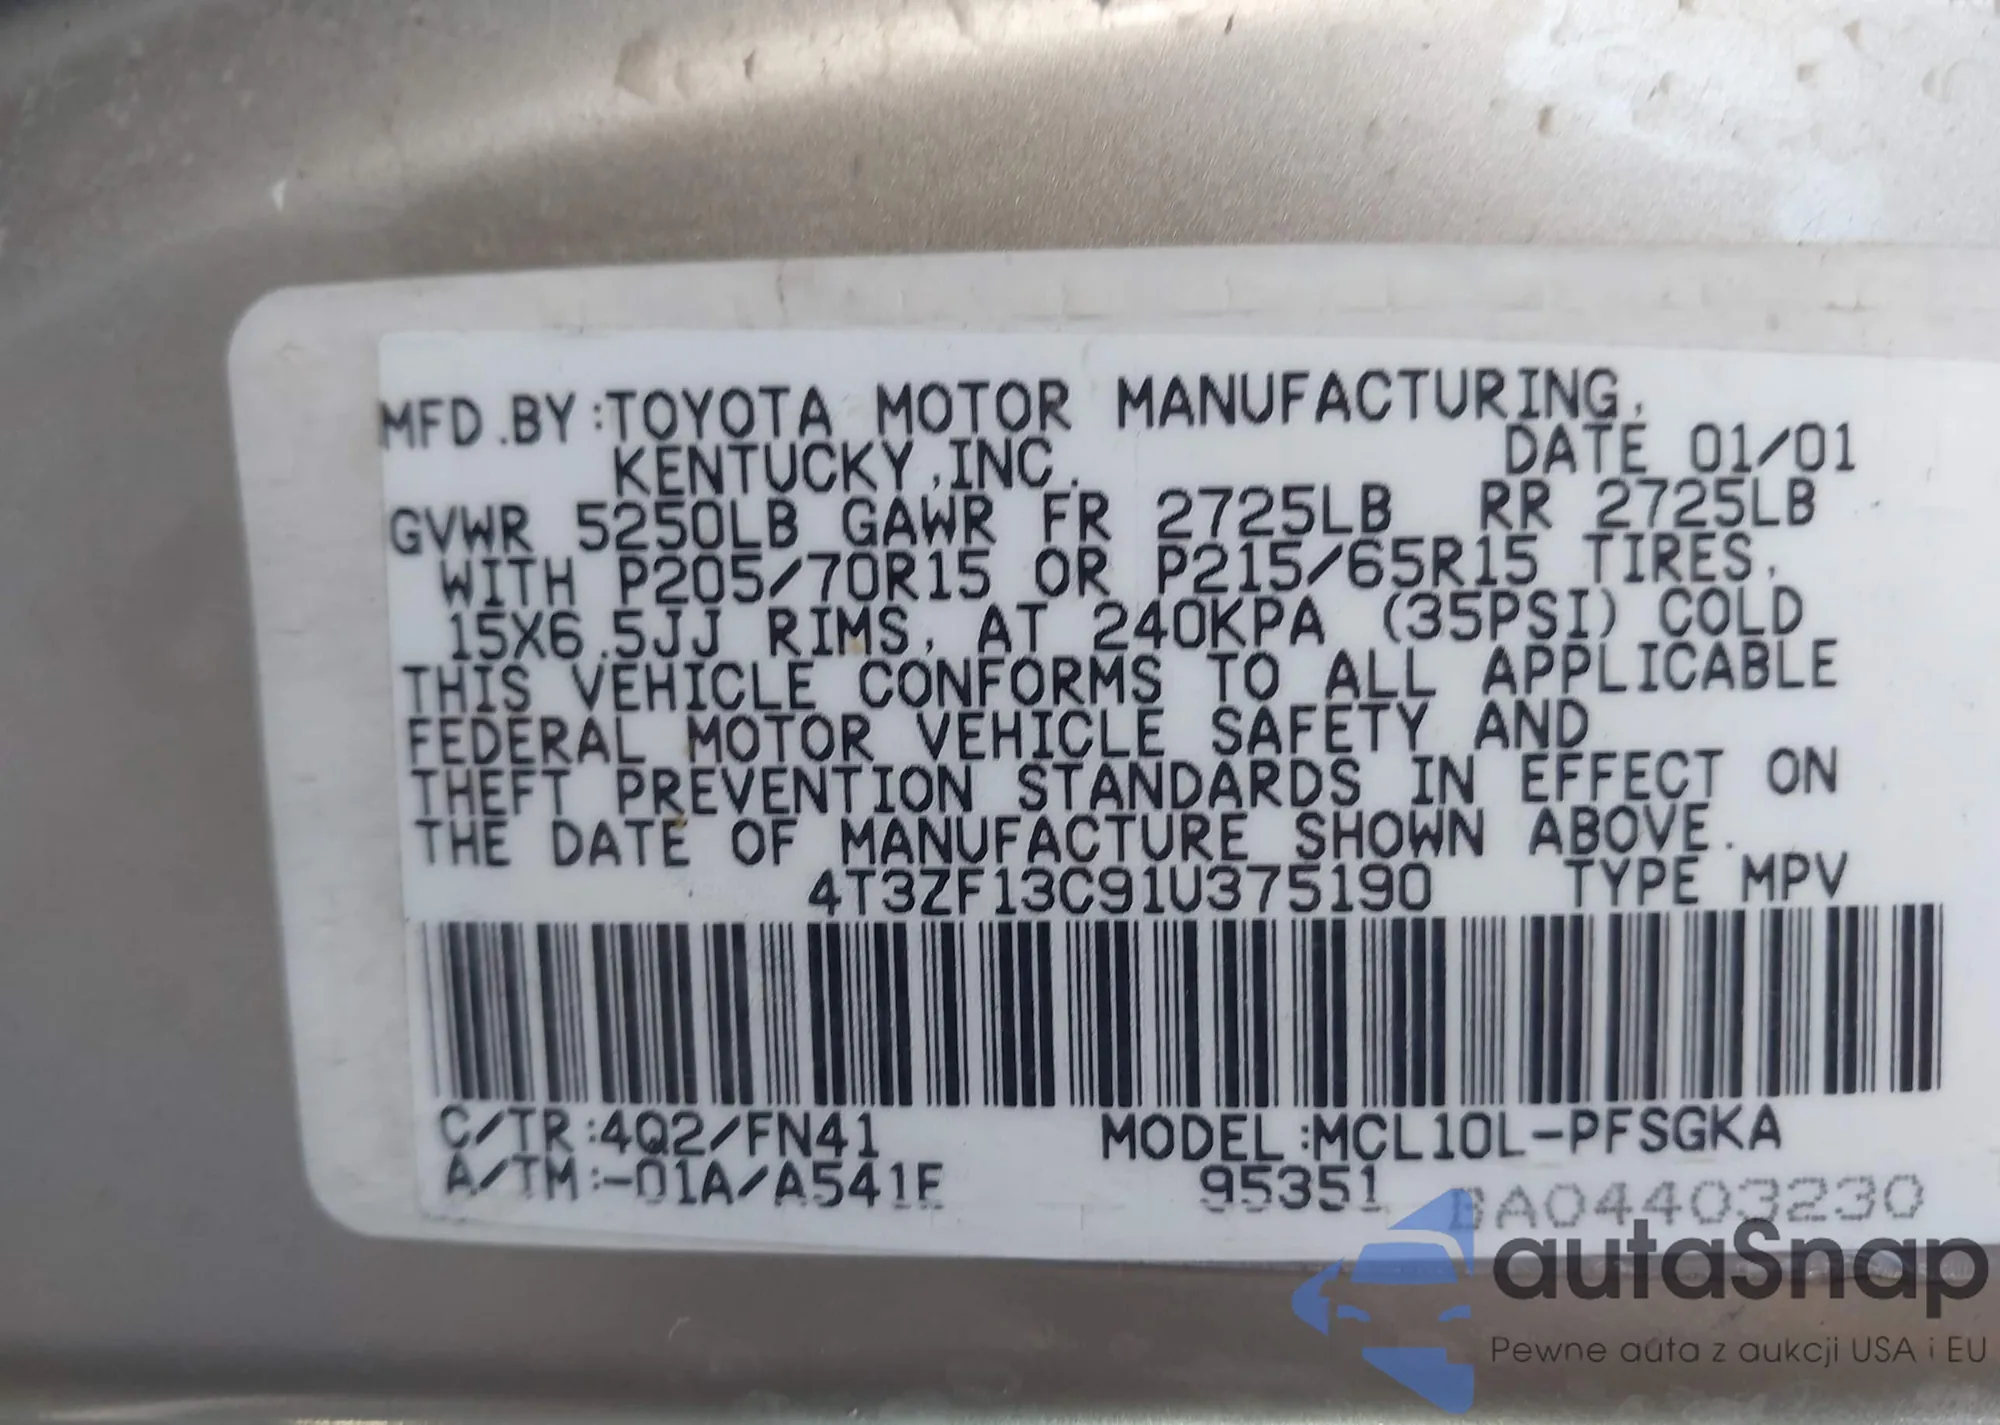 MFD.BY:TOYOTA MOTOR MANUFACTURING,
KENTUCKY,INC. DATE 01/01
GVWR 5250LB GAWR FR 2725LB RR 2725LB
WITH P205/70R15 OR P215/65R15 TIRES,
15X6.5JJ RIMS, AT 240KPA (35PSI) COLD
THIS VEHICLE CONFORMS TO ALL APPLICABLE
FEDERAL MOTOR VEHICLE SAFETY AND
THEFT PREVENTION STANDARDS IN EFFECT ON
THE DATE OF MANUFACTURE SHOWN ABOVE.
4T3ZF13C91U375190 TYPE MPV
C/TR:4Q2/FN41 MODEL:MCL10L-PFSGKA
A/TM:-01A/A541E 95351 BA04403230
autaSnap
Pewne auta z aukcji USA i EU